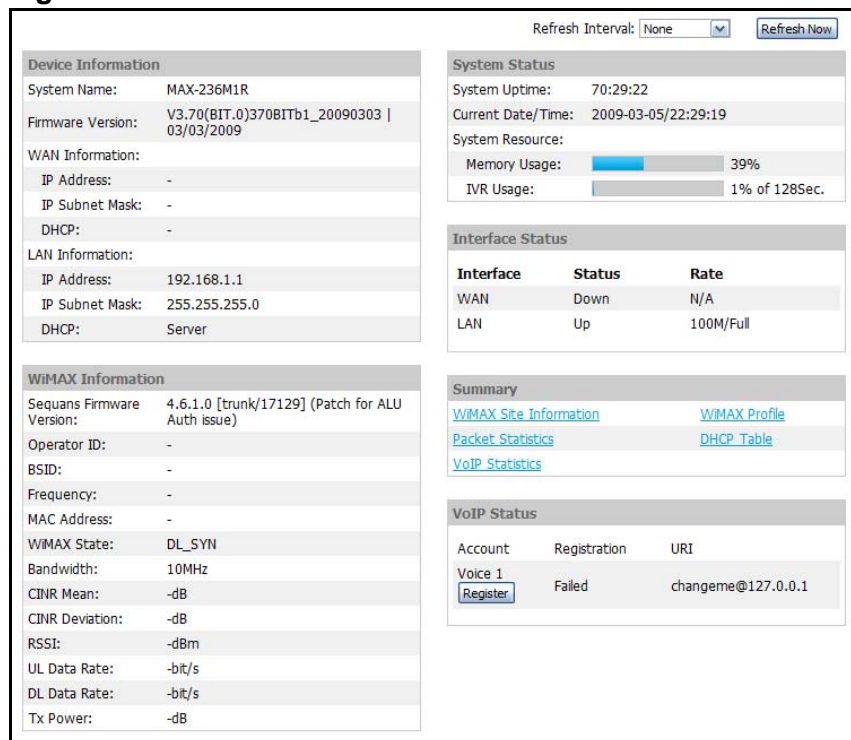 Refresh Interval: None Refresh Now
Device Information
System Name: MAX-236M1R
Firmware Version: V3.70(BIT.0)370BITb1_20090303 |
03/03/2009
WAN Information:
IP Address: -
IP Subnet Mask: -
DHCP: -
LAN Information:
IP Address: 192.168.1.1
IP Subnet Mask: 255.255.255.0
DHCP: Server
WiMAX Information
Sequans Firmware
Version: 4.6.1.0 [trunk/17129] (Patch for ALU
Auth issue)
Operator ID: -
BSID: -
Frequency: -
MAC Address: -
WiMAX State: DL_SYN
Bandwidth: 10MHz
CINR Mean: -dB
CINR Deviation: -dB
RSSI: -dBm
UL Data Rate: -bit/s
DL Data Rate: -bit/s
Tx Power: -dB
System Status
System Uptime: 70:29:22
Current Date/Time: 2009-03-05/22:29:19
System Resource:
Memory Usage: 39%
IVR Usage: 1% of 128Sec.
Interface Status
Interface Status Rate
WAN Down N/A
LAN Up 100M/Full
Summary
WiMAX Site Information WiMAX Profile
Packet Statistics DHCP Table
VoIP Statistics
VoIP Status
Account Registration URI
Voice 1
Register Failed changeme@127.0.0.1